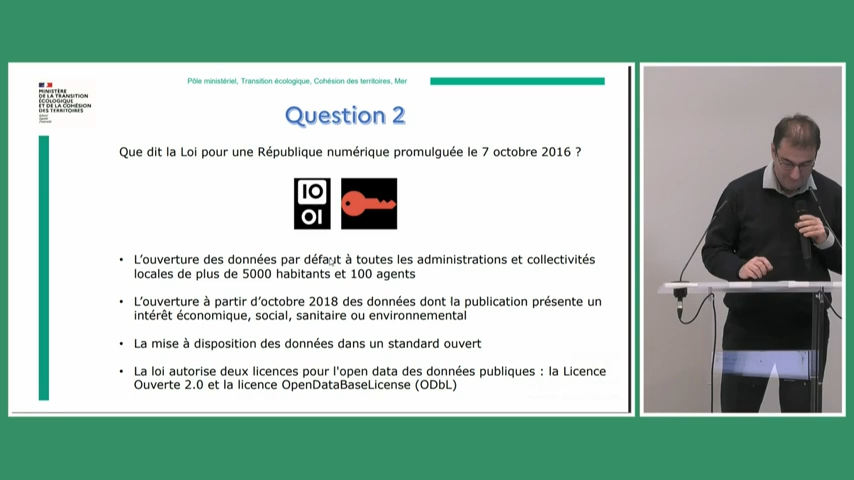 Pôle ministériel, Transition écologique, Cohésion des territoires, Mer
MINISTÈRE
DE LA TRANSITION
ÉCOLOGIQUE
ET DE LA COHÉSION
DES TERRITOIRES
Question 2
Que dit la Loi pour une République numérique promulguée le 7 octobre 2016 ?
IO
OI
• L'ouverture des données par défaut à toutes les administrations et collectivités
locales de plus de 5000 habitants et 100 agents
• L'ouverture à partir d'octobre 2018 des données dont la publication présente un
intérêt économique, social, sanitaire ou environnemental
• La mise à disposition des données dans un standard ouvert
• La loi autorise deux licences pour l'open data des données publiques : la Licence
Ouverte 2.0 et la licence OpenDataBaseLicense (ODbL)